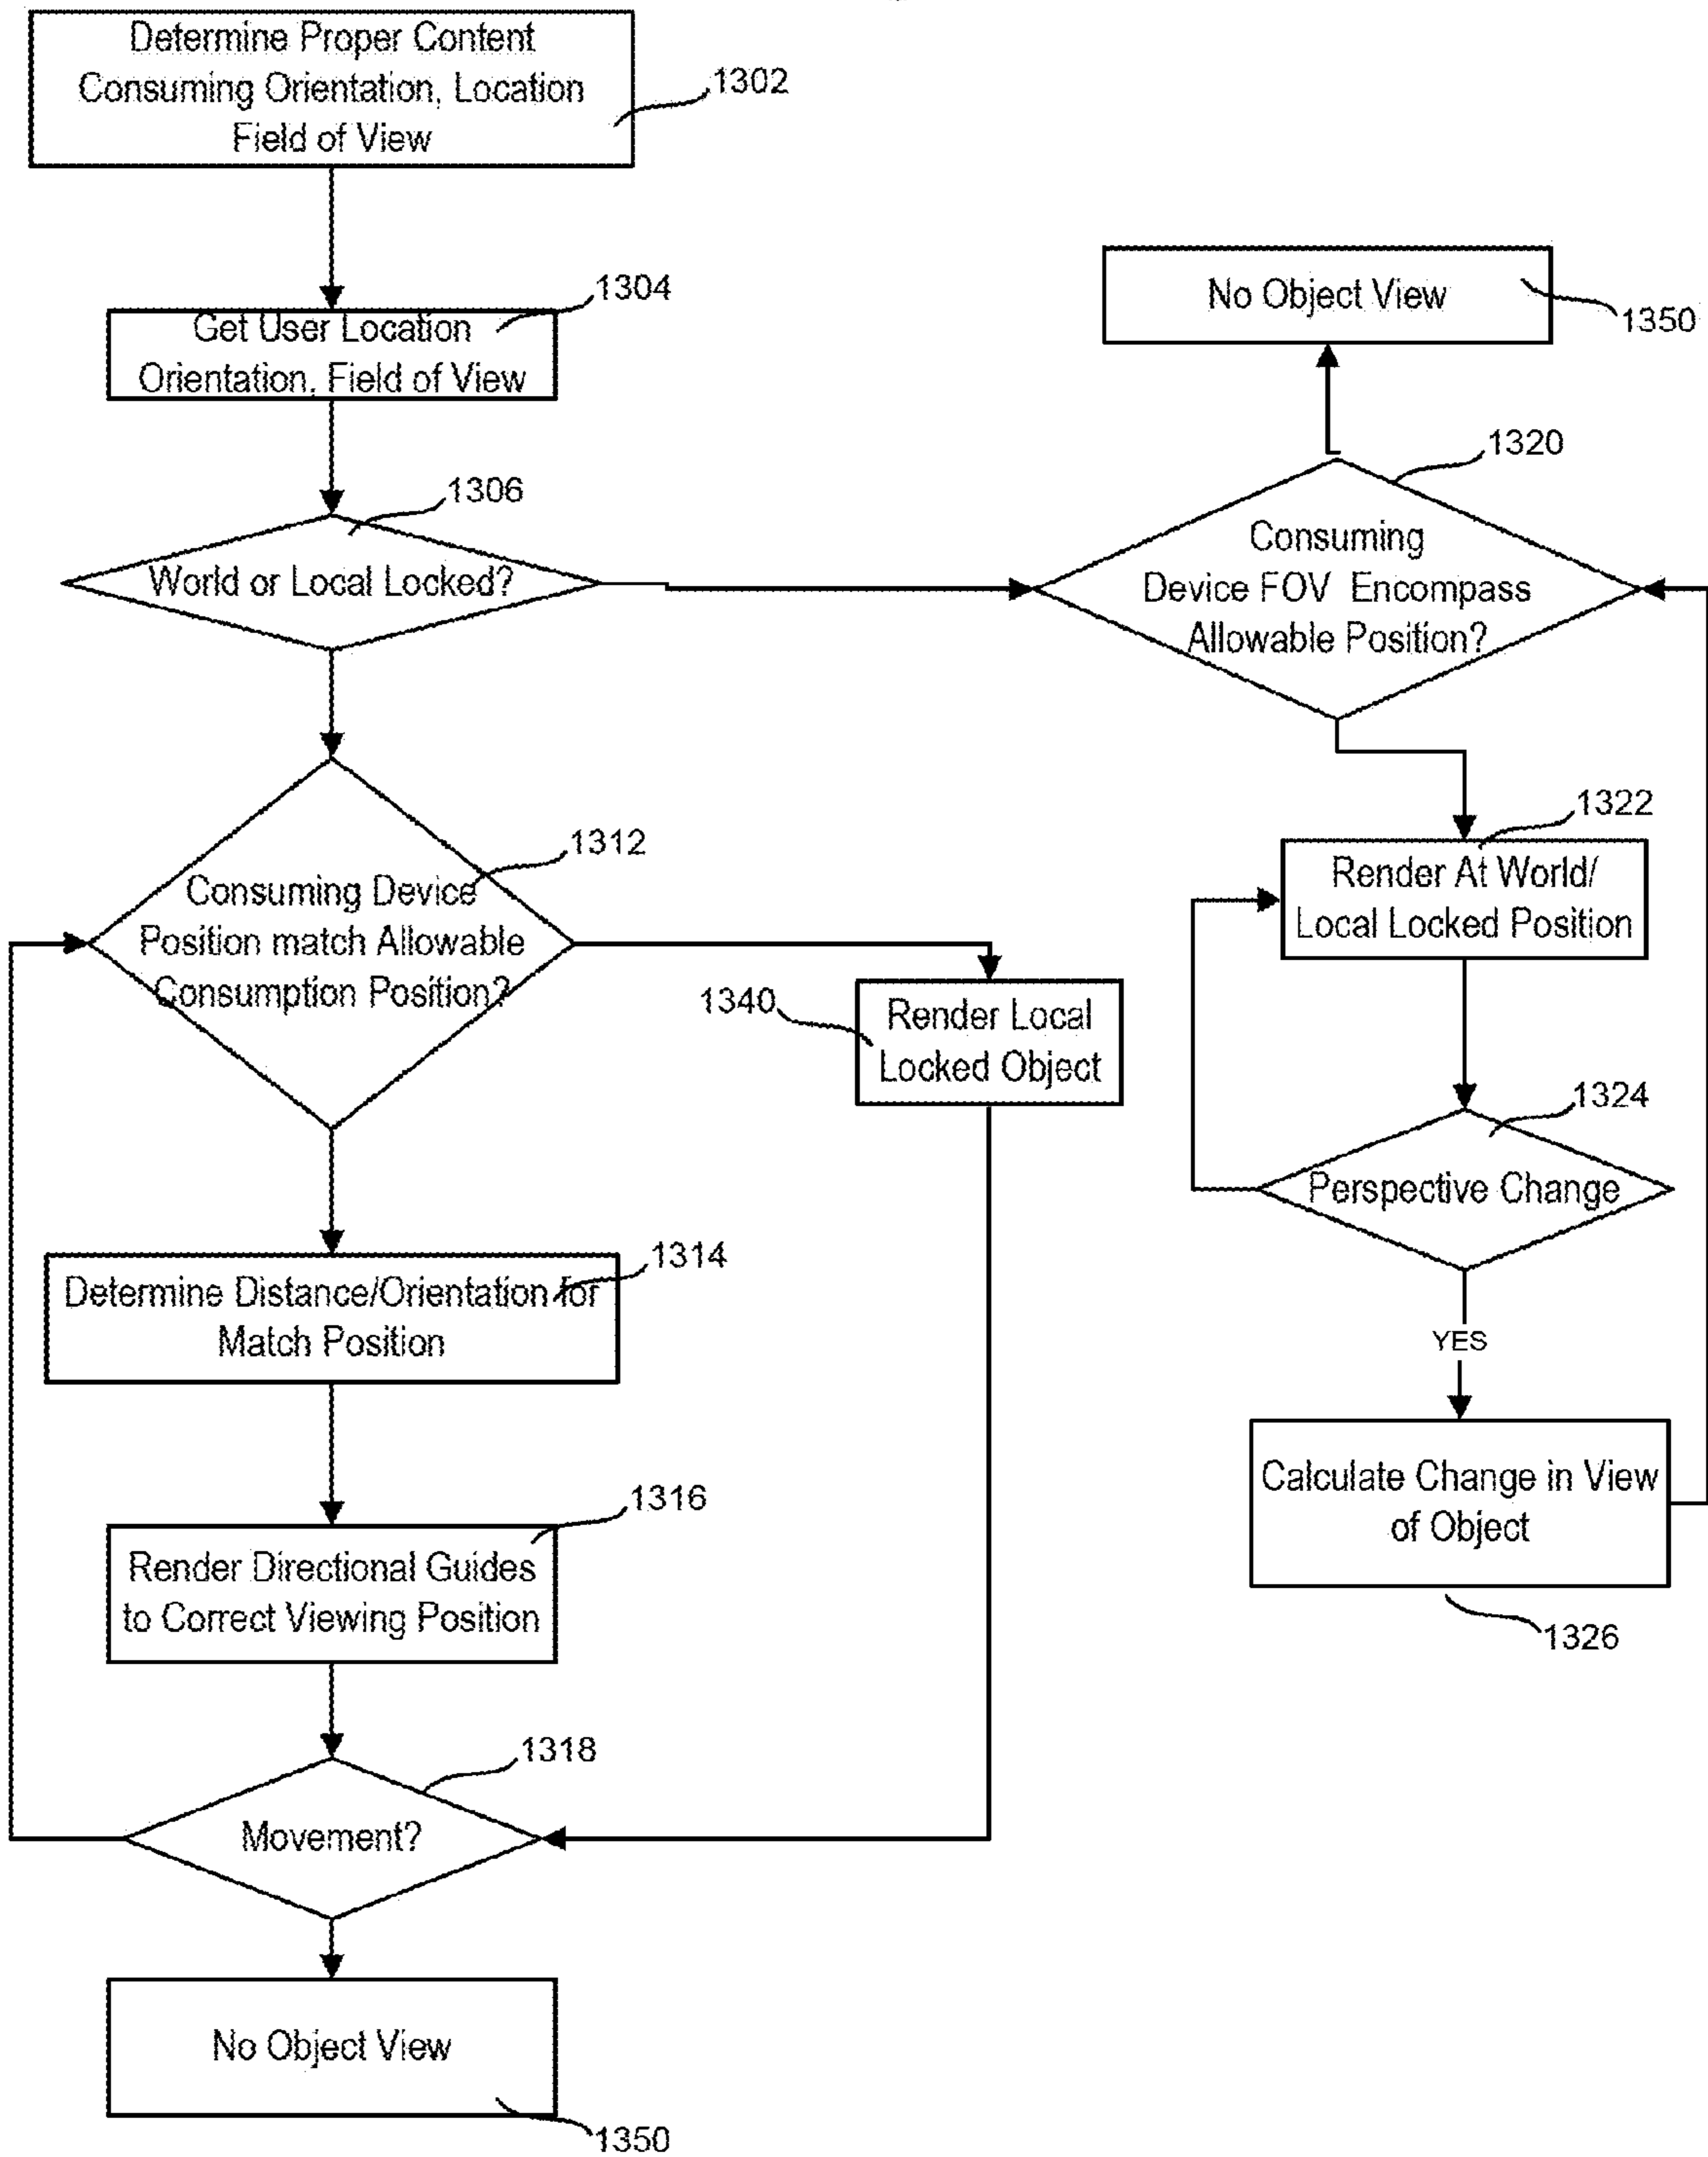 Determine Proper Content
Consuming Orientation, Location
Field of View
1302
1304
Get User Location
Orientation, Field of View
1306
World or Local Locked?
No Object View
1350
1320
Consuming
Device FOV Encompass
Allowable Position?
1312
Consuming Device
Position match Allowable
Consumption Position?
1340
Render Local
Locked Object
1322
Render At World/
Local Locked Position
1324
Perspective Change
YES
Calculate Change in View
of Object
1326
1314
Determine Distance/Orientation for
Match Position
1316
Render Directional Guides
to Correct Viewing Position
1318
Movement?
No Object View
1350